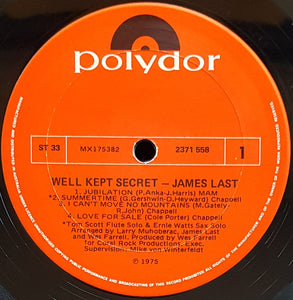 polydor
ST 33
MX175382
2371 558
1
WELL KEPT SECRET – JAMES LAST
1. JUBILATION (P.Anka-J.Harris) MAM
*2. SUMMERTIME (G.Gershwin-D.Heyward) Chappell
3. I CAN'T MOVE NO MOUNTAINS (M.Gately-
R.John) Chappell
4. LOVE FOR SALE (Cole Porter) Chappell
*Tom Scott Flute Solo & Ernie Watts Sax Solo
Arranged by Larry Muhoberac, James Last
and Wes Farrell. Produced by Wes Farrell
for Coral Rock Productions, Exec.
Supervision: Mike von Winterfeldt
℗ 1975